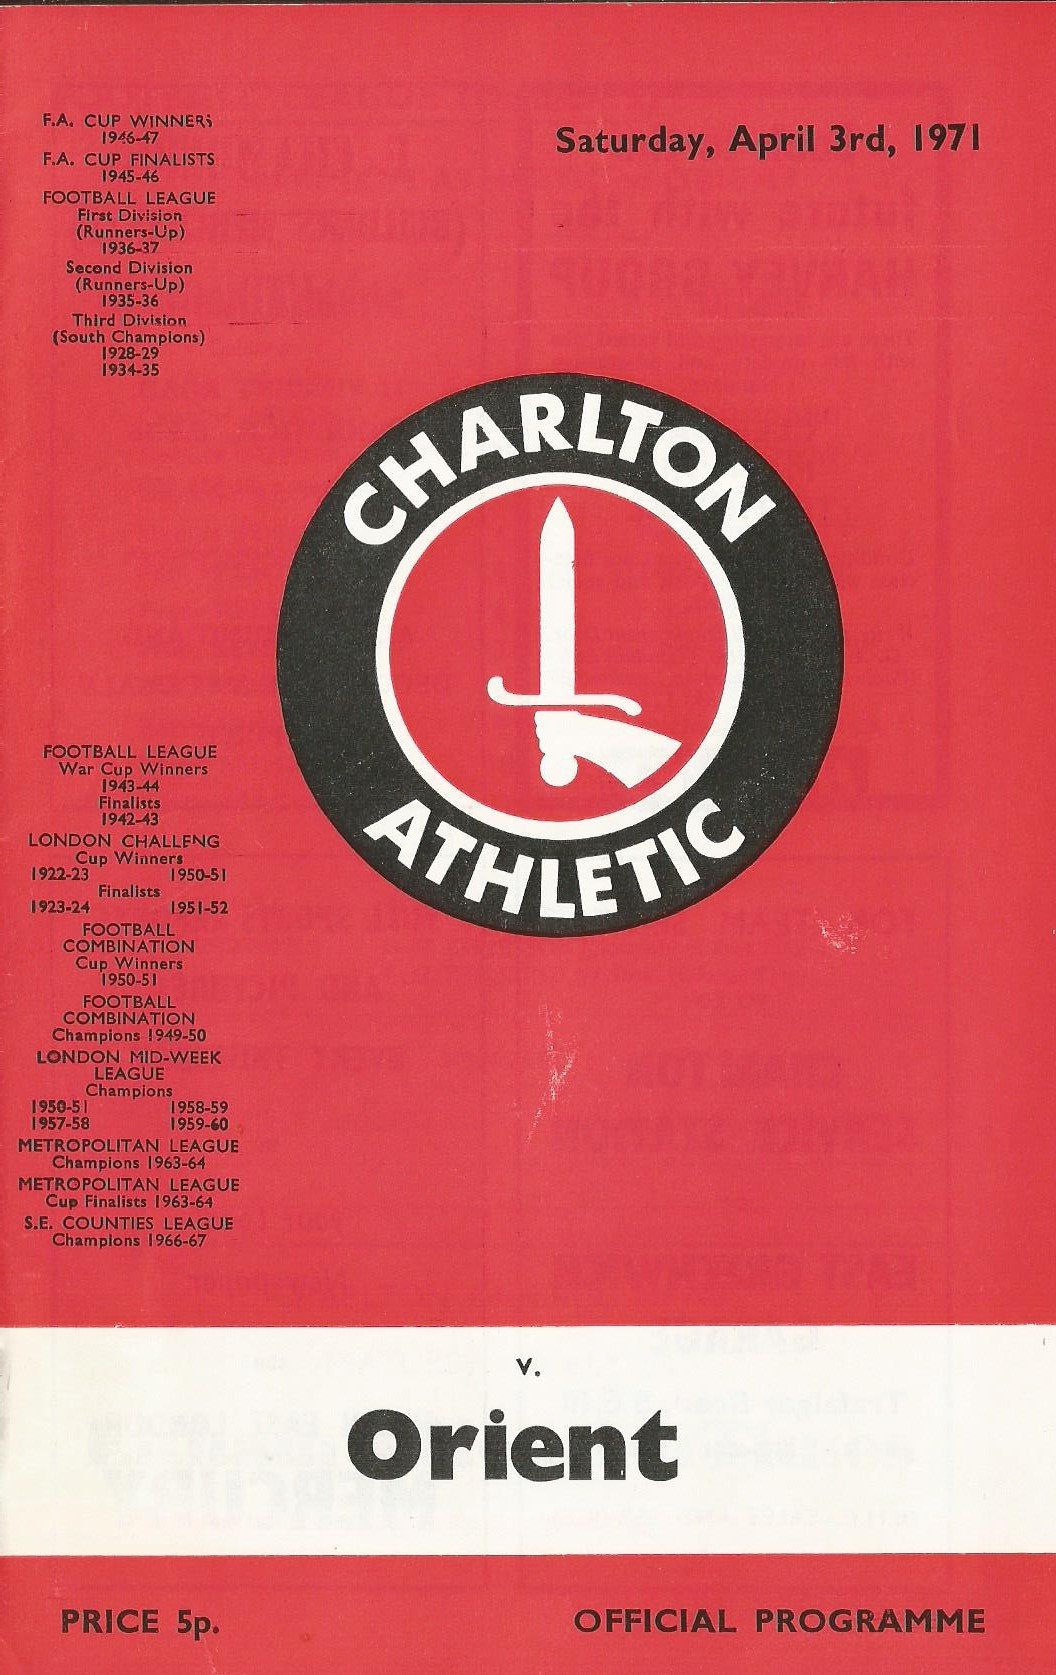 F.A. CUP WINNERS
1946-47
F.A. CUP FINALISTS
1945-46
FOOTBALL LEAGUE
First Division
(Runners-Up)
1936-37
Second Division
(Runners-Up)
1935-36
Third Division
(South Champions)
1928-29
1934-35
Saturday, April 3rd, 1971
CHARLTON
ATHLETIC
FOOTBALL LEAGUE
War Cup Winners
1943-44
Finalists
1942-43
LONDON CHALLENG
Cup Winners
1922-23 1950-51
Finalists
1923-24 1951-52
FOOTBALL
COMBINATION
Cup Winners
1950-51
FOOTBALL
COMBINATION
Champions 1949-50
LONDON MID-WEEK
LEAGUE
Champions
1950-51 1958-59
1957-58 1959-60
METROPOLITAN LEAGUE
Champions 1963-64
METROPOLITAN LEAGUE
Cup Finalists 1963-64
S.E. COUNTIES LEAGUE
Champions 1966-67
v.
Orient
PRICE 5p.
OFFICIAL PROGRAMME